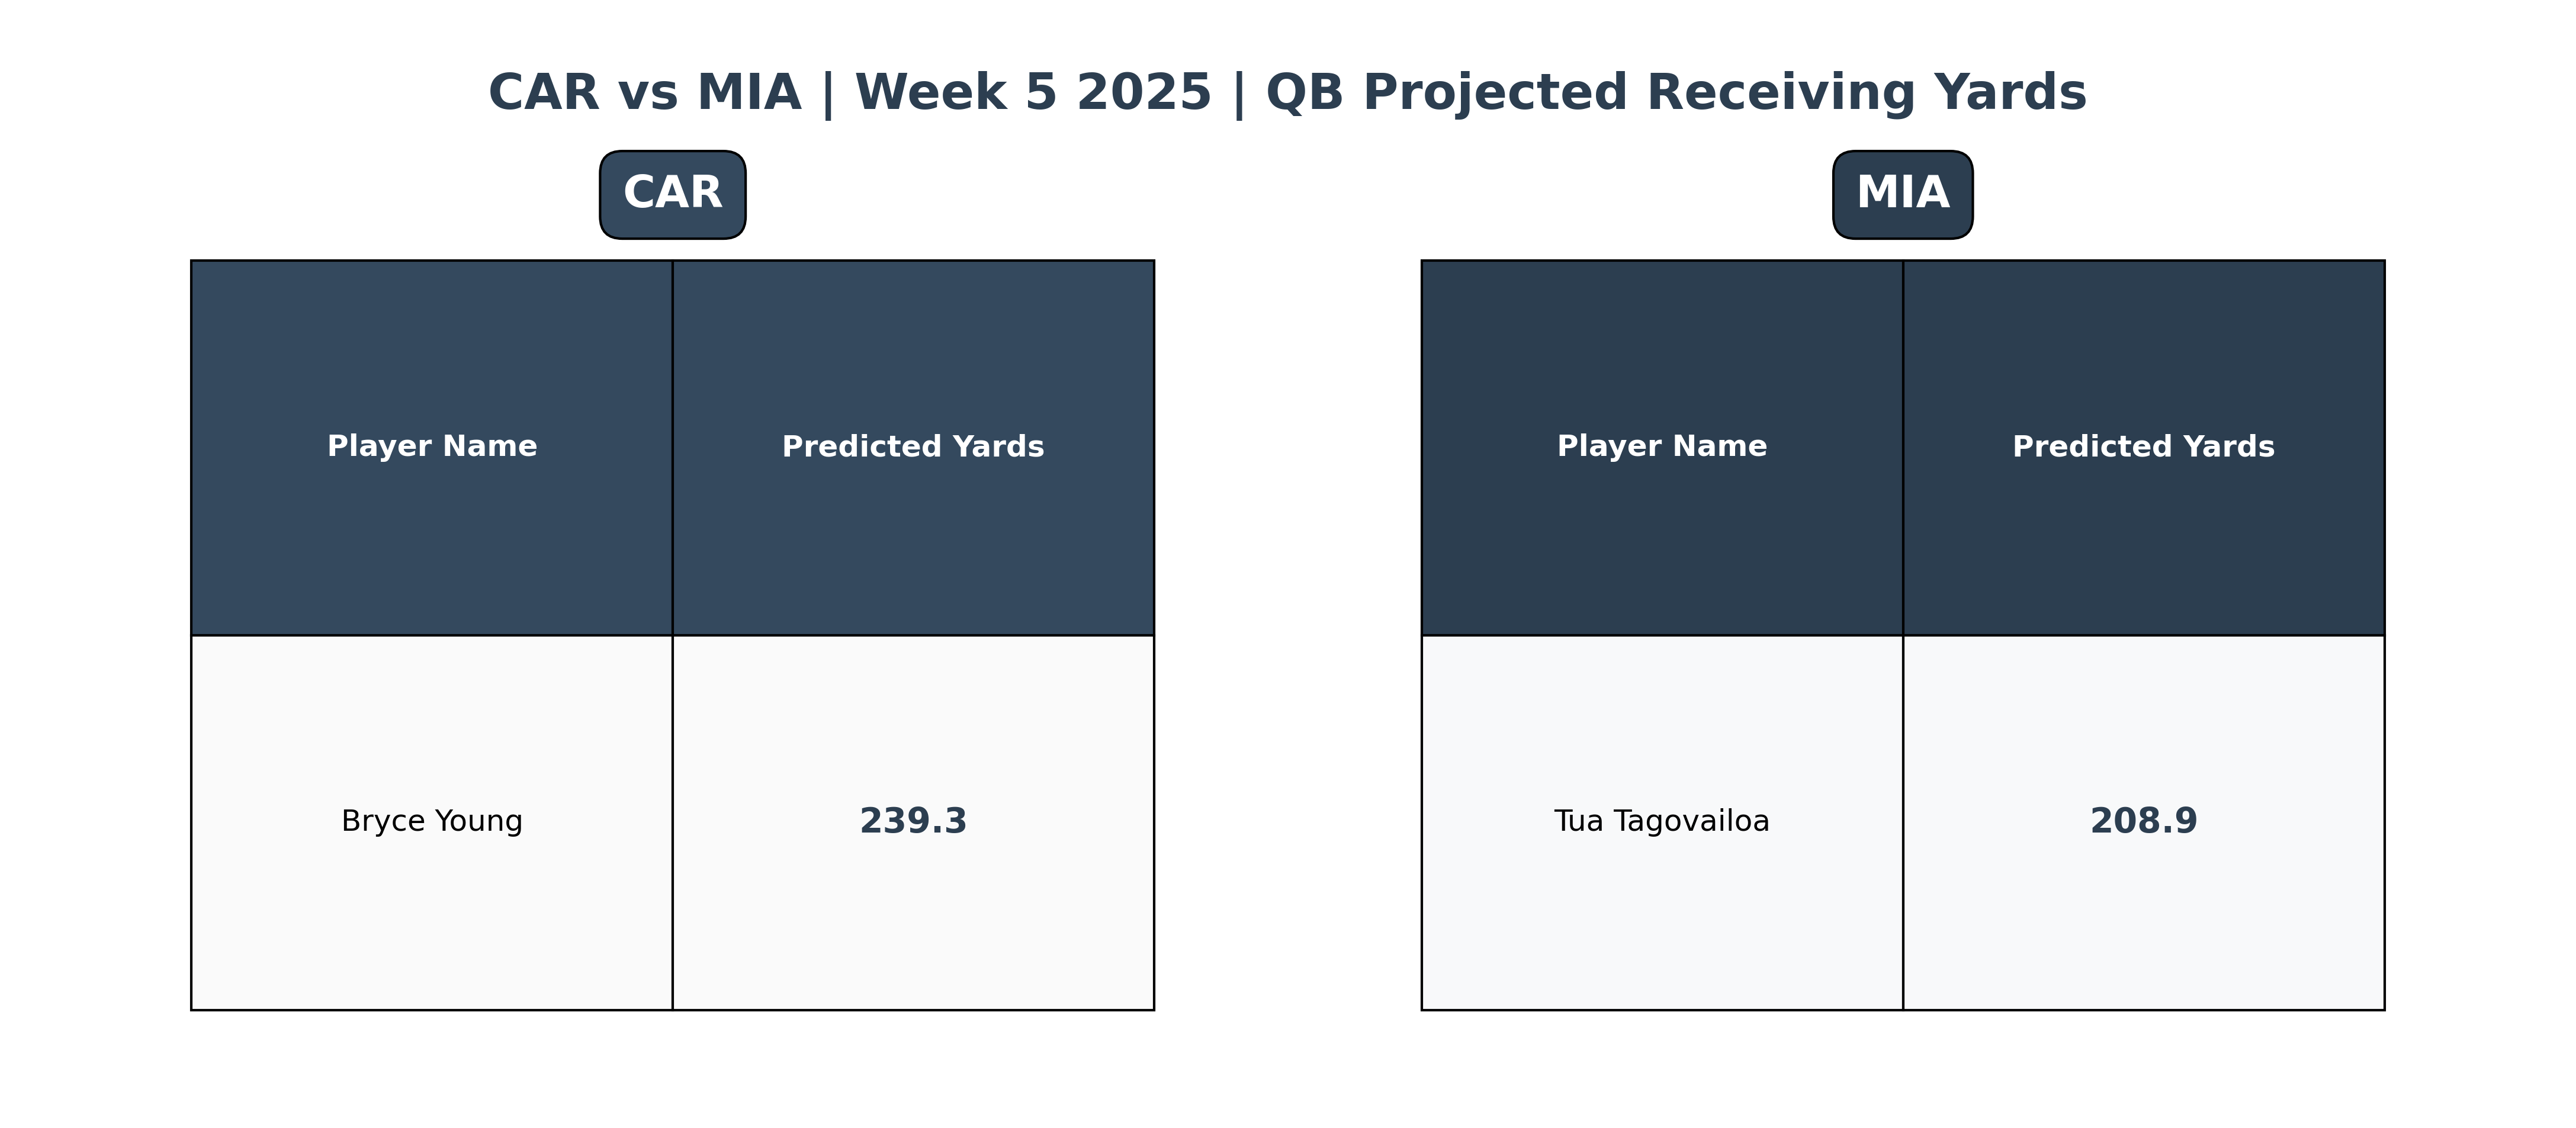 CAR vs MIA | Week 5 2025 | QB Projected Receiving Yards
CAR
Player Name Predicted Yards
Bryce Young 239.3
MIA
Player Name Predicted Yards
Tua Tagovailoa 208.9